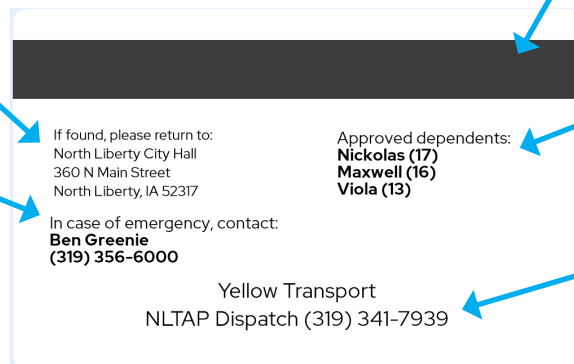 If found, please return to:
North Liberty City Hall
360 N Main Street
North Liberty, IA 52317
In case of emergency, contact:
Ben Greenie
(319) 356-6000
Approved dependents:
Nickolas (17)
Maxwell (16)
Viola (13)
Yellow Transport
NLTAP Dispatch (319) 341-7939